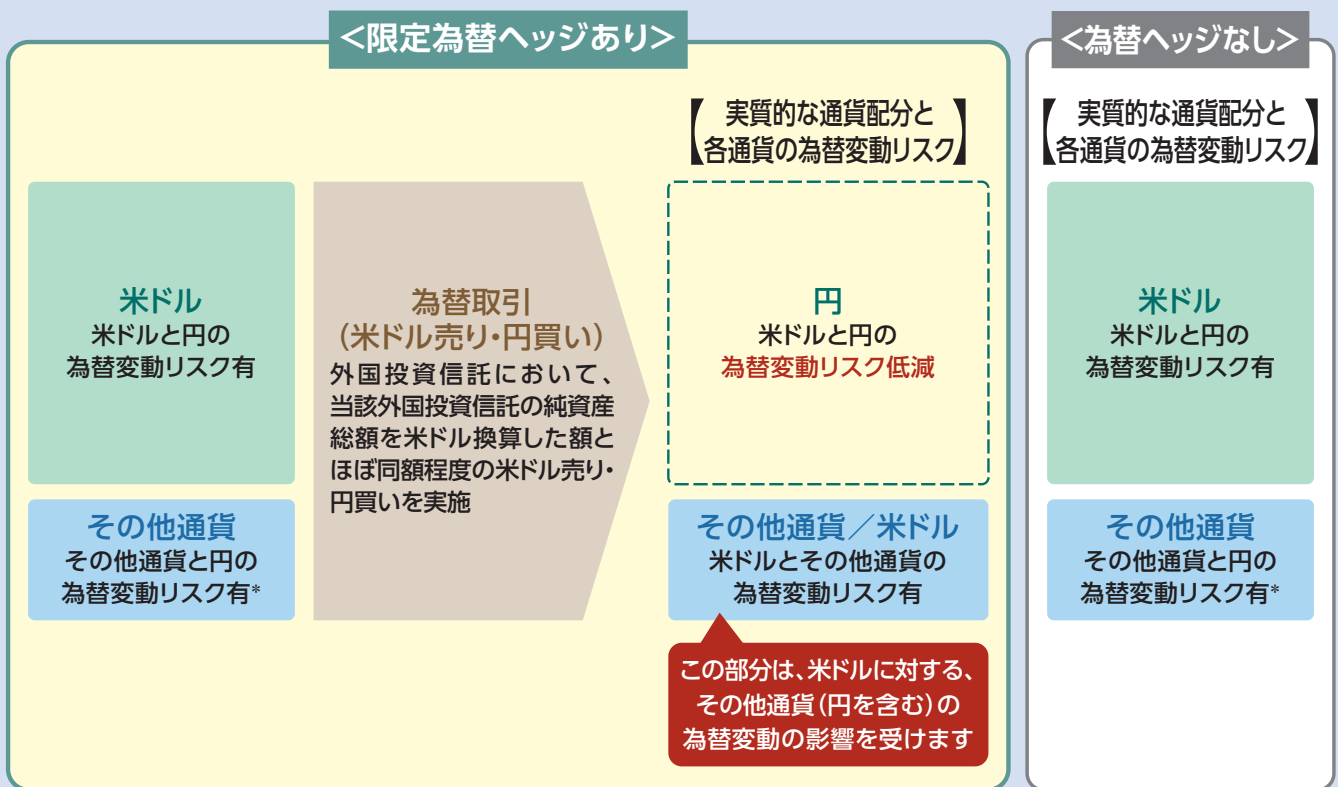 <限定為替ヘッジあり>
【実質的な通貨配分と
各通貨の為替変動リスク】
米ドル
米ドルと円の
為替変動リスク有
為替取引
(米ドル売り・円買い)
外国投資信託において、
当該外国投資信託の純資産
総額を米ドル換算した額と
ほぼ同額程度の米ドル売り・
円買いを実施
円
米ドルと円の
為替変動リスク低減
その他通貨
その他通貨と円の
為替変動リスク有*
その他通貨/米ドル
米ドルとその他通貨の
為替変動リスク有
この部分は、米ドルに対する、
その他通貨(円を含む)の
為替変動の影響を受けます
<為替ヘッジなし>
【実質的な通貨配分と
各通貨の為替変動リスク】
米ドル
米ドルと円の
為替変動リスク有
その他通貨
その他通貨と円の
為替変動リスク有*